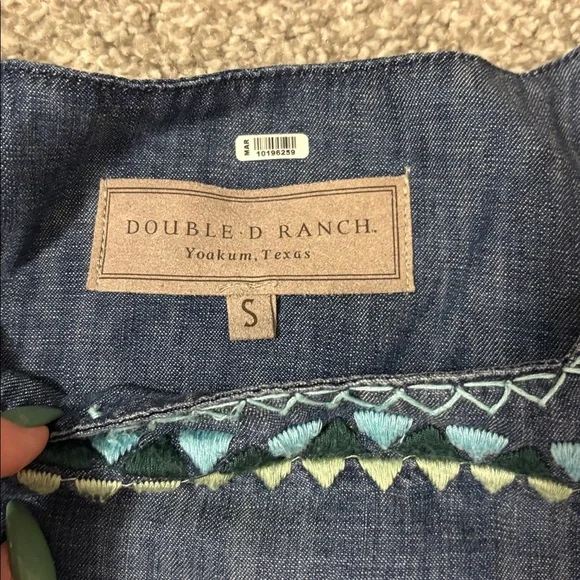 MAR
10196259
DOUBLE D RANCH.
Yoakum, Texas
S